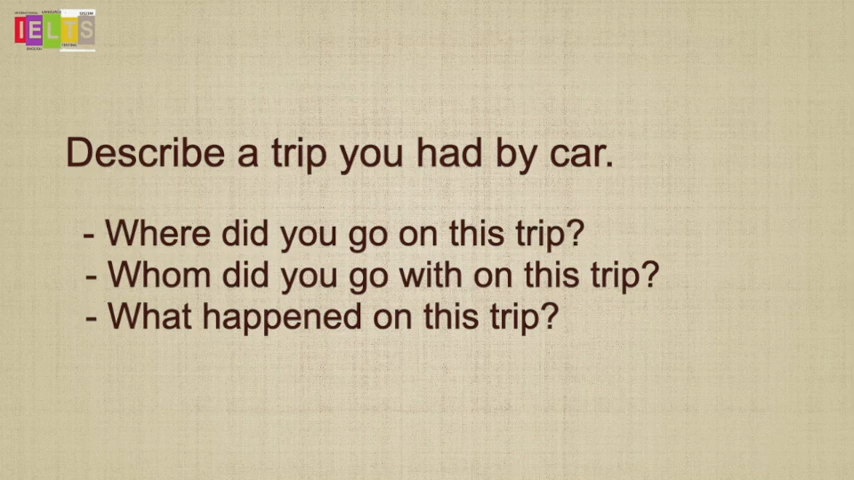 IELTS
Describe a trip you had by car.
- Where did you go on this trip?
- Whom did you go with on this trip?
- What happened on this trip?